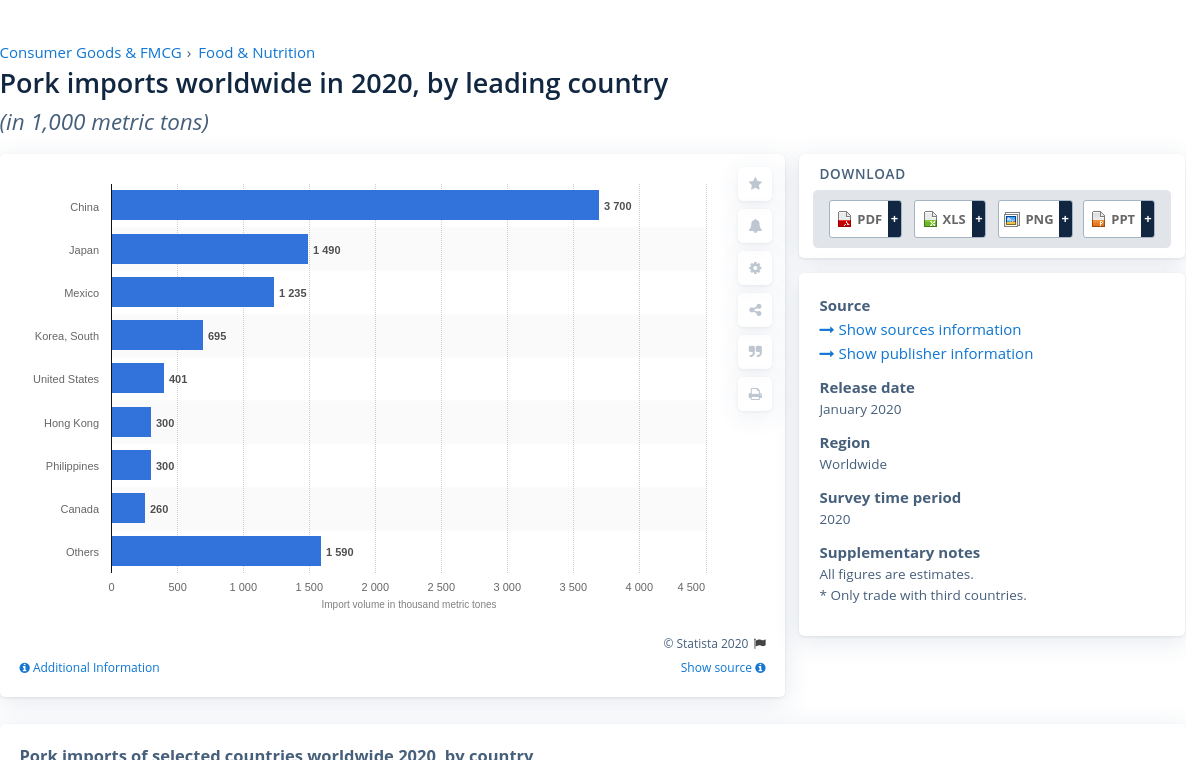 Consumer Goods & FMCG › Food & Nutrition
Pork imports worldwide in 2020, by leading country
(in 1,000 metric tons)
China
3 700
Japan
1 490
Mexico
1 235
Korea, South
695
United States
401
Hong Kong
300
Philippines
300
Canada
260
Others
1 590
0 500 1 000 1 500 2 000 2 500 3 000 3 500 4 000 4 500
Import volume in thousand metric tones
© Statista 2020
Additional Information
Show source
DOWNLOAD
PDF + XLS + PNG + PPT +
Source
Show sources information
Show publisher information
Release date
January 2020
Region
Worldwide
Survey time period
2020
Supplementary notes
All figures are estimates.
* Only trade with third countries.
Pork imports of selected countries worldwide 2020, by country